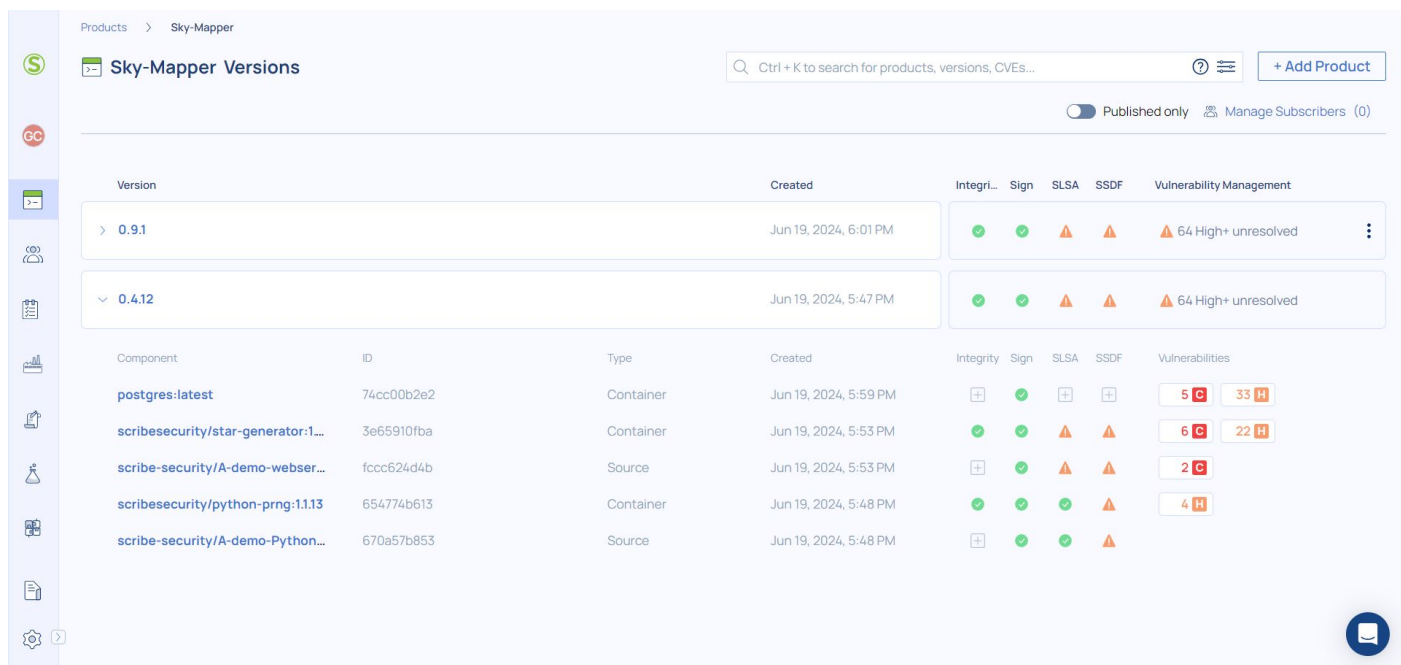 Products > Sky-Mapper
Sky-Mapper Versions
Ctrl + K to search for products, versions, CVEs...
+ Add Product
Published only
Manage Subscribers (0)
GC
Version Created Integri... Sign SLSA SSDF Vulnerability Management
0.9.1 Jun 19, 2024, 6:01 PM 64 High+ unresolved
0.4.12 Jun 19, 2024, 5:47 PM 64 High+ unresolved
Component ID Type Created Integrity Sign SLSA SSDF Vulnerabilities
postgres:latest 74cc00b2e2 Container Jun 19, 2024, 5:59 PM 5 C 33 H
scribesecurity/star-generator:1.... 3e65910fba Container Jun 19, 2024, 5:53 PM 6 C 22 H
scribe-security/A-demo-webser... fccc624d4b Source Jun 19, 2024, 5:53 PM 2 C
scribesecurity/python-prng:1.1.13 654774b613 Container Jun 19, 2024, 5:48 PM 4 H
scribe-security/A-demo-Python... 670a57b853 Source Jun 19, 2024, 5:48 PM